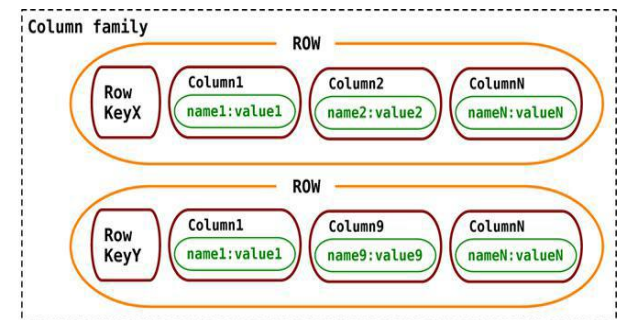 Column family
ROW
Row KeyX
Column1
Column2
ColumnN
name1:value1
name2:value2
nameN:valueN
ROW
Row KeyY
Column1
Column9
ColumnN
name1:value1
name9:value9
nameN:valueN